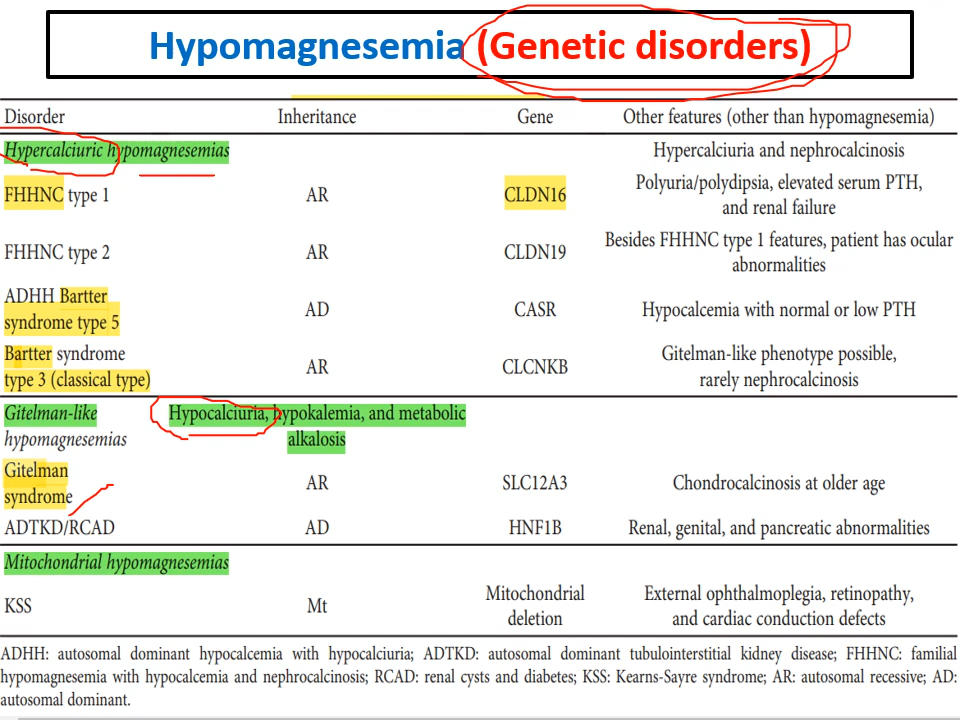 Hypomagnesemia (Genetic disorders)
Disorder Inheritance Gene Other features (other than hypomagnesemia)
Hypercalciuric hypomagnesemias Hypercalciuria and nephrocalcinosis
FHHNC type 1 AR CLDN16 Polyuria/polydipsia, elevated serum PTH,
and renal failure
FHHNC type 2 AR CLDN19 Besides FHHNC type 1 features, patient has ocular
abnormalities
ADHH Bartter
syndrome type 5 AD CASR Hypocalcemia with normal or low PTH
Bartter syndrome
type 3 (classical type) AR CLCNKB Gitelman-like phenotype possible,
rarely nephrocalcinosis
Gitelman-like Hypocalciuria, hypokalemia, and metabolic
hypomagnesemias alkalosis
Gitelman
syndrome AR SLC12A3 Chondrocalcinosis at older age
ADTKD/RCAD AD HNF1B Renal, genital, and pancreatic abnormalities
Mitochondrial hypomagnesemias
KSS Mt Mitochondrial
deletion External ophthalmoplegia, retinopathy,
and cardiac conduction defects
ADHH: autosomal dominant hypocalcemia with hypocalciuria; ADTKD: autosomal dominant tubulointerstitial kidney disease; FHHNC: familial
hypomagnesemia with hypocalcemia and nephrocalcinosis; RCAD: renal cysts and diabetes; KSS: Kearns-Sayre syndrome; AR: autosomal recessive; AD:
autosomal dominant.